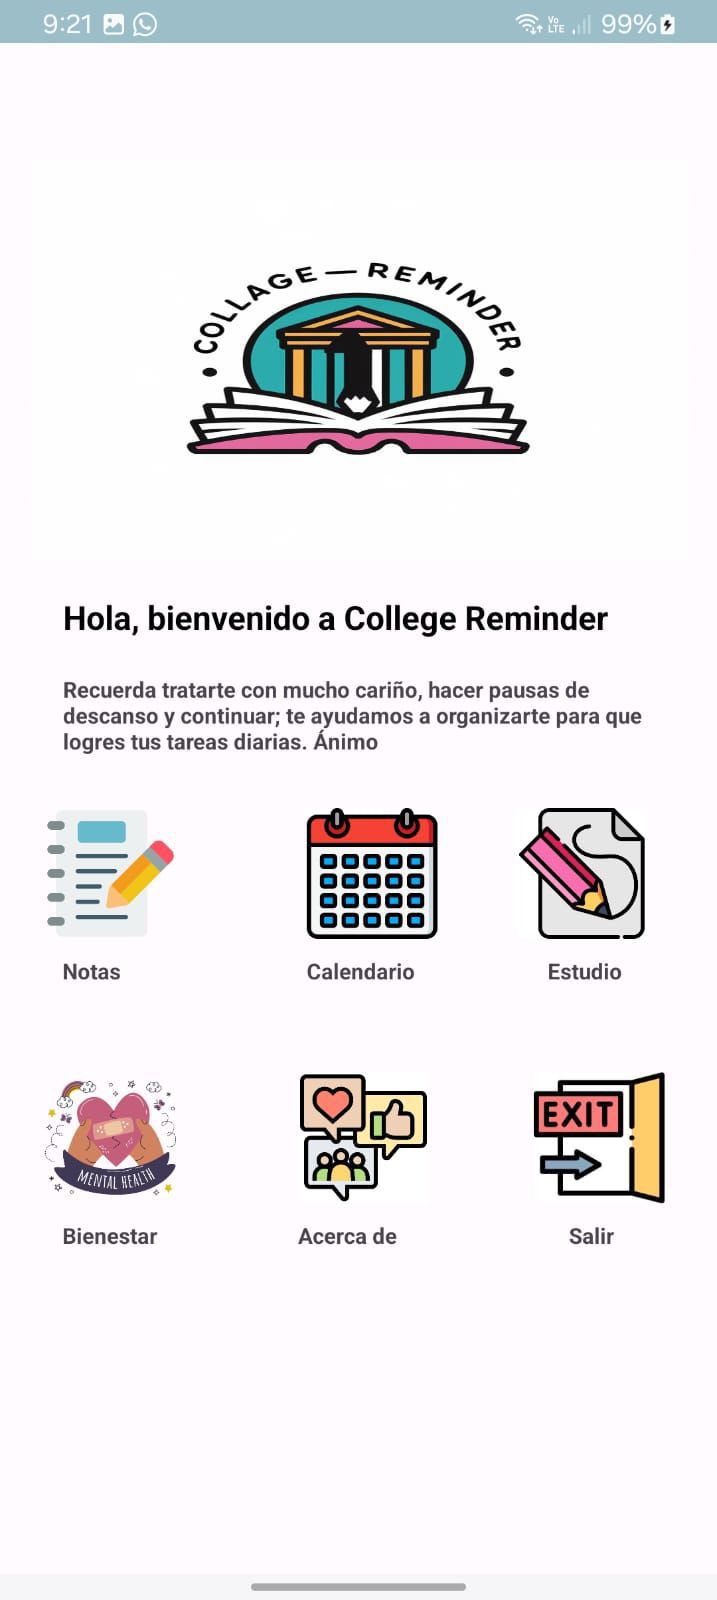 9:21
Vo
LTE
99%
COLLAGE — REMINDER
Hola, bienvenido a College Reminder
Recuerda tratarte con mucho cariño, hacer pausas de
descanso y continuar; te ayudamos a organizarte para que
logres tus tareas diarias. Ánimo
Notas
Calendario
Estudio
MENTAL HEALTH
EXIT
Bienestar
Acerca de
Salir